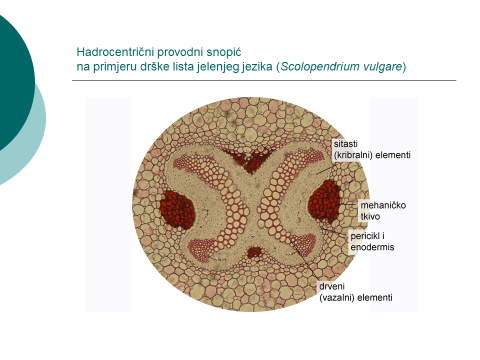 Hadrocentrični provodni snopić
na primjeru drške lista jelenjeg jezika (Scolopendrium vulgare)
sitasti
(kribralni) elementi
mehaničko
tkivo
pericikl i
enodermis
drveni
(vazalni) elementi